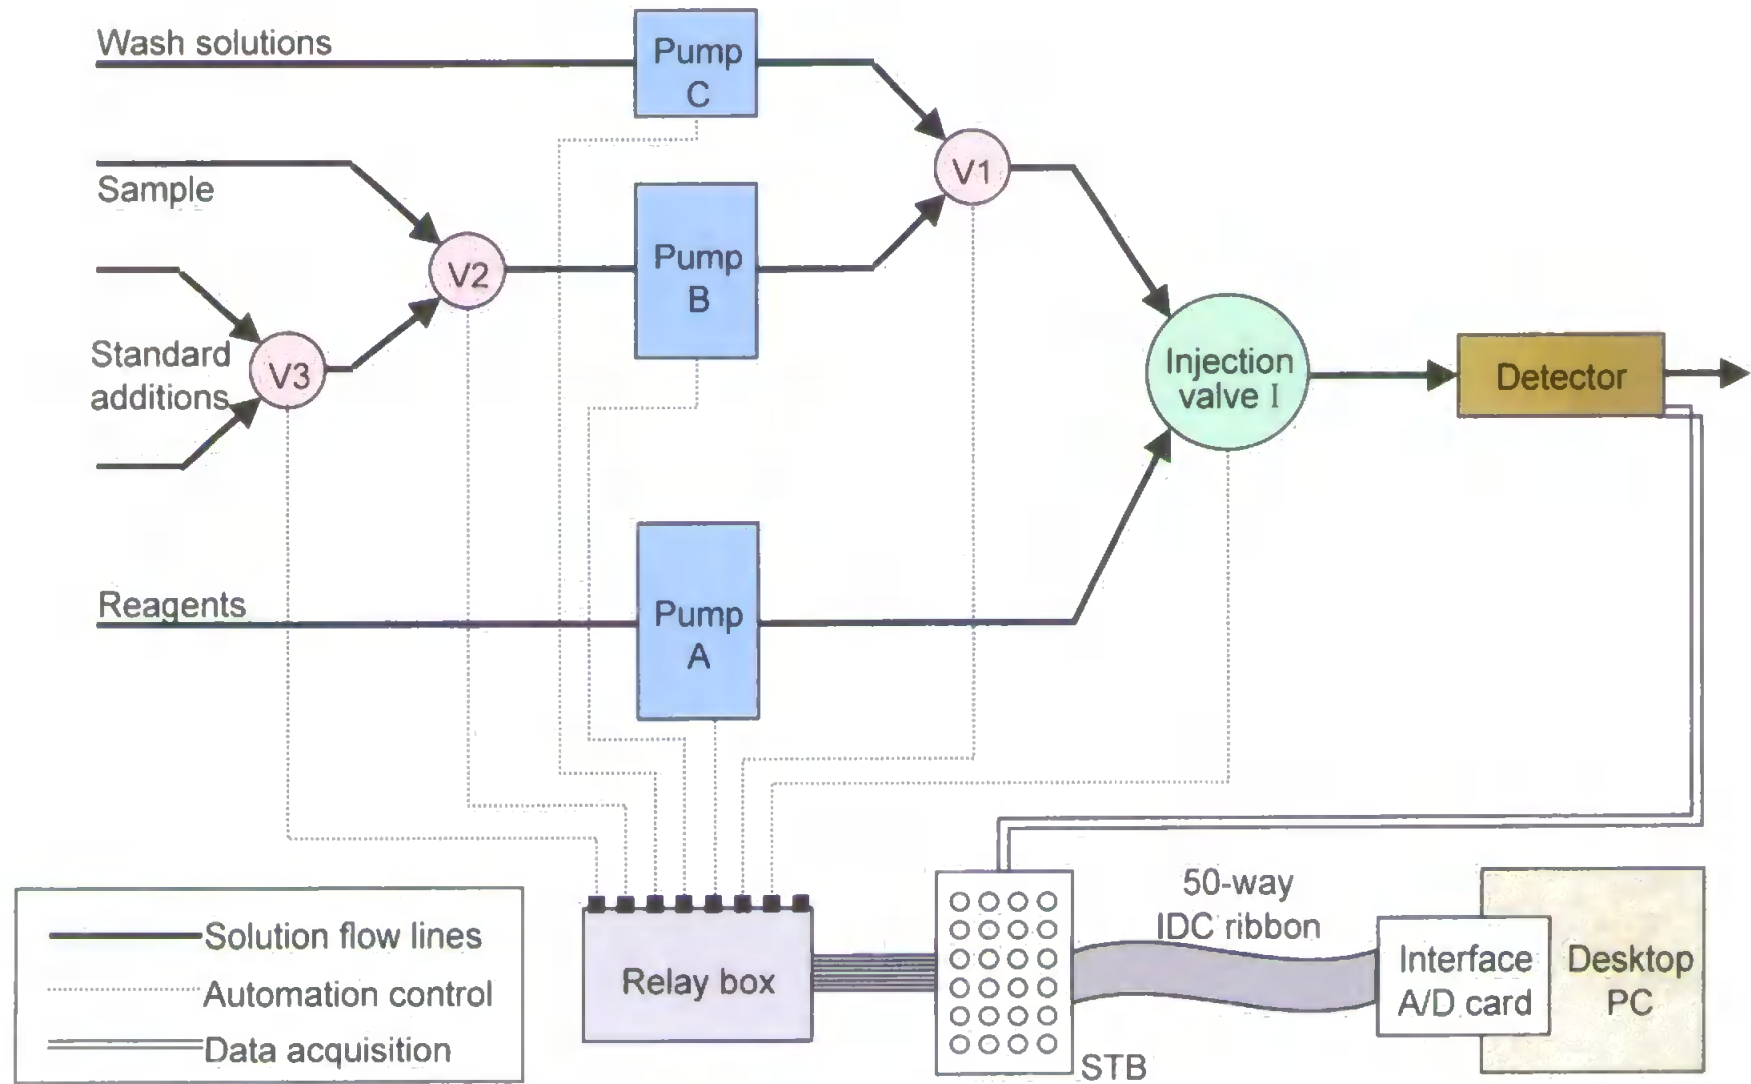 Wash solutions
Pump
C
Sample
V1
V2
Pump
B
Standard
additions
V3
Injection
valve I
Detector
Reagents
Pump
A
50-way
IDC ribbon
Solution flow lines
Automation control
Data acquisition
Relay box
STB
Interface
A/D card
Desktop
PC